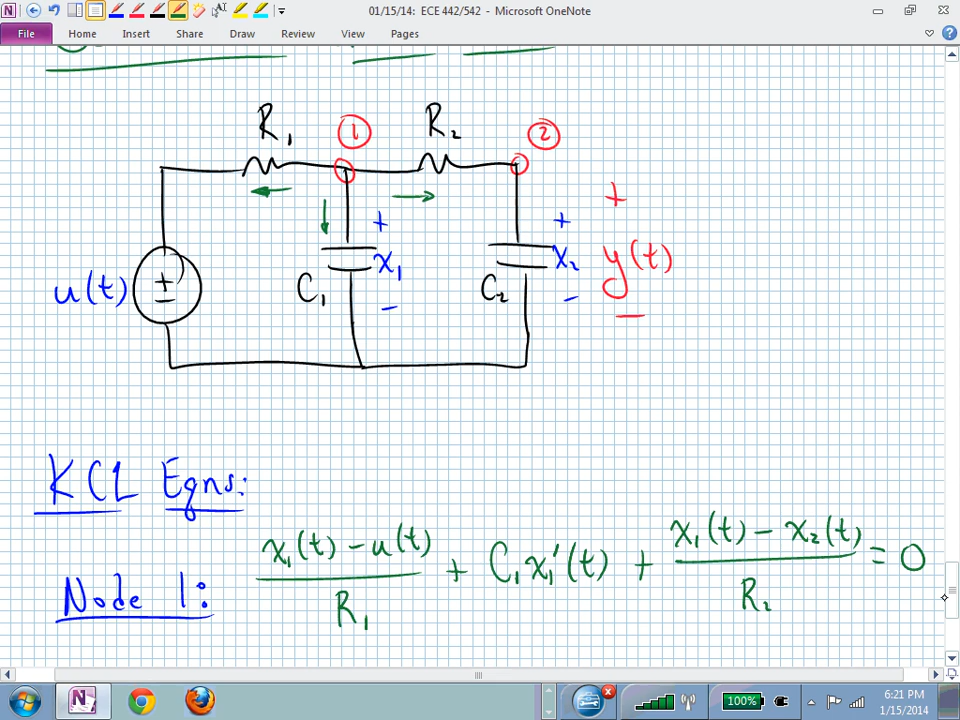 01/15/14: ECE 442/542 - Microsoft OneNote
File Home Insert Share Draw Review View Pages
R₁ ① R₂ ②
+ + +
u(t) + − C₁ x₁ C₂ x₂ y(t)
− − −
KCL Eqns:
Node 1: (x₁(t) − u(t))/R₁ + C₁x₁'(t) + (x₁(t) − x₂(t))/R₂ = 0
100% 6:21 PM
1/15/2014